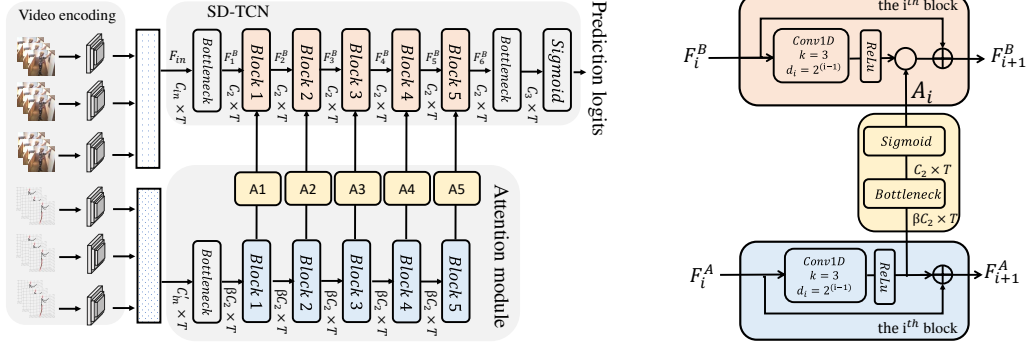 Video encoding
SD-TCN
F_in
Bottleneck
F_1^B
Block 1
F_2^B
Block 2
F_3^B
Block 3
F_4^B
Block 4
F_5^B
Block 5
F_6^B
Bottleneck
Sigmoid
Prediction logits
C_in × T
C_2 × T
C_2 × T
C_2 × T
C_2 × T
C_2 × T
C_2 × T
C_3 × T
A1
A2
A3
A4
A5
Attention module
Bottleneck
Block 1
Block 2
Block 3
Block 4
Block 5
C'_in × T
βC_2 × T
βC_2 × T
βC_2 × T
βC_2 × T
βC_2 × T
the i^th block
F_i^B
Conv1D
k = 3
d_i = 2^(i−1)
ReLu
F_{i+1}^B
A_i
Sigmoid
C_2 × T
Bottleneck
βC_2 × T
F_i^A
Conv1D
k = 3
d_i = 2^(i−1)
ReLu
F_{i+1}^A
the i^th block